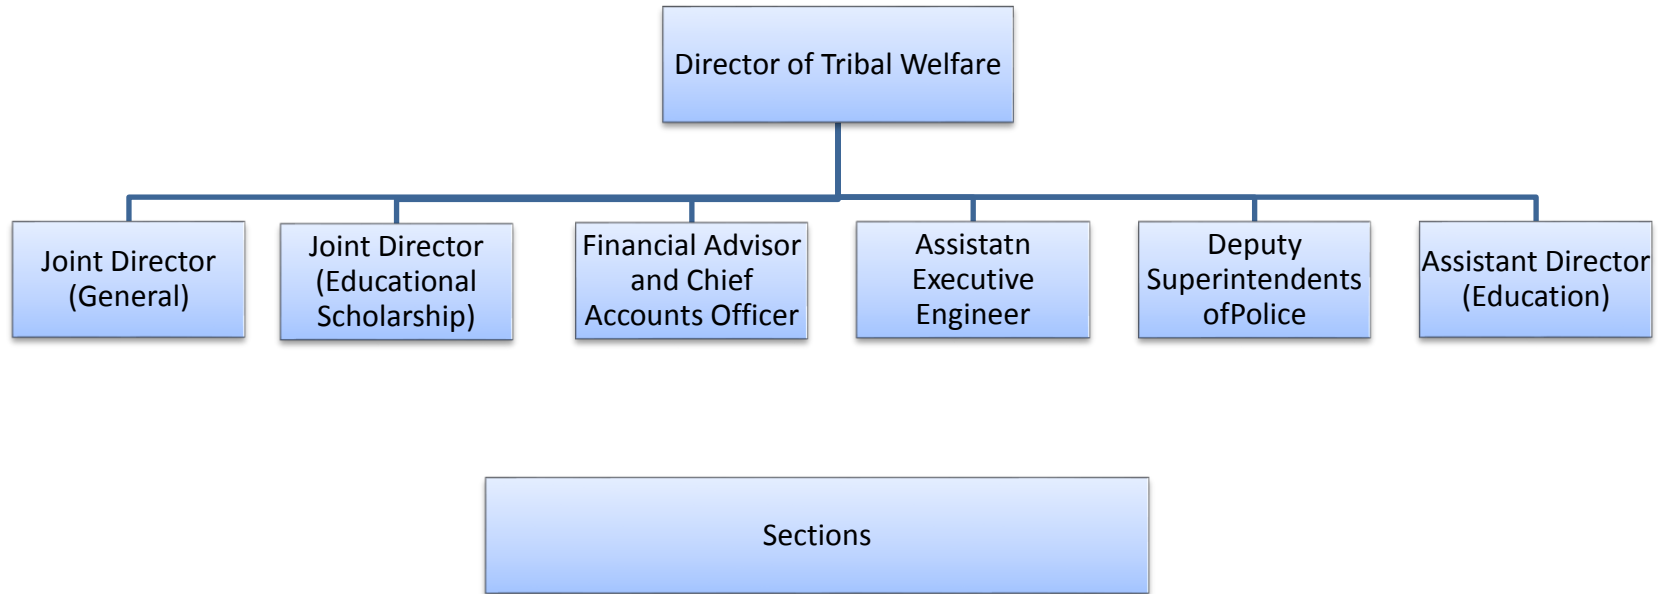 Director of Tribal Welfare
Joint Director
(General)
Joint Director
(Educational
Scholarship)
Financial Advisor
and Chief
Accounts Officer
Assistatn
Executive
Engineer
Deputy
Superintendents
ofPolice
Assistant Director
(Education)
Sections